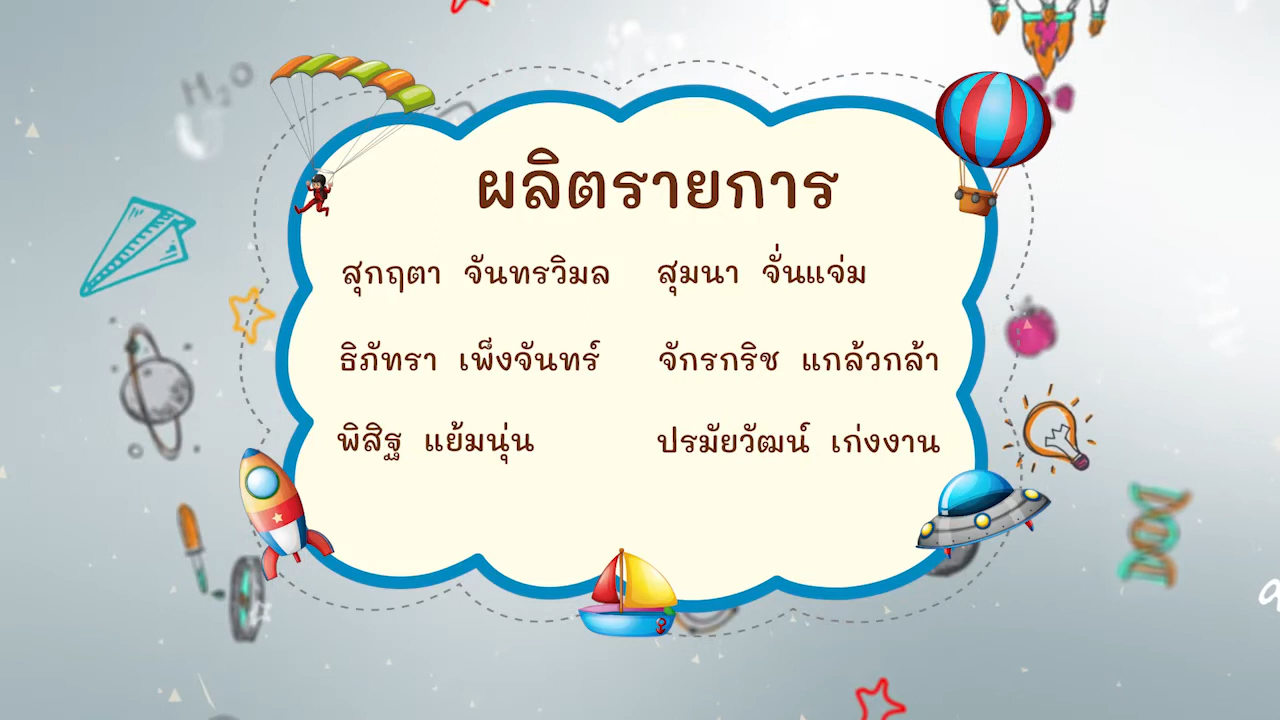 ผลิตรายการ
สุกฤตา จันทรวิมล
สุมนา จั่นแจ่ม
ธิภัทรา เพ็งจันทร์
จักรกริช แกล้วกล้า
พิสิฐ แย้มนุ่น
ปรมัยวัฒน์ เก่งงาน
H₂O